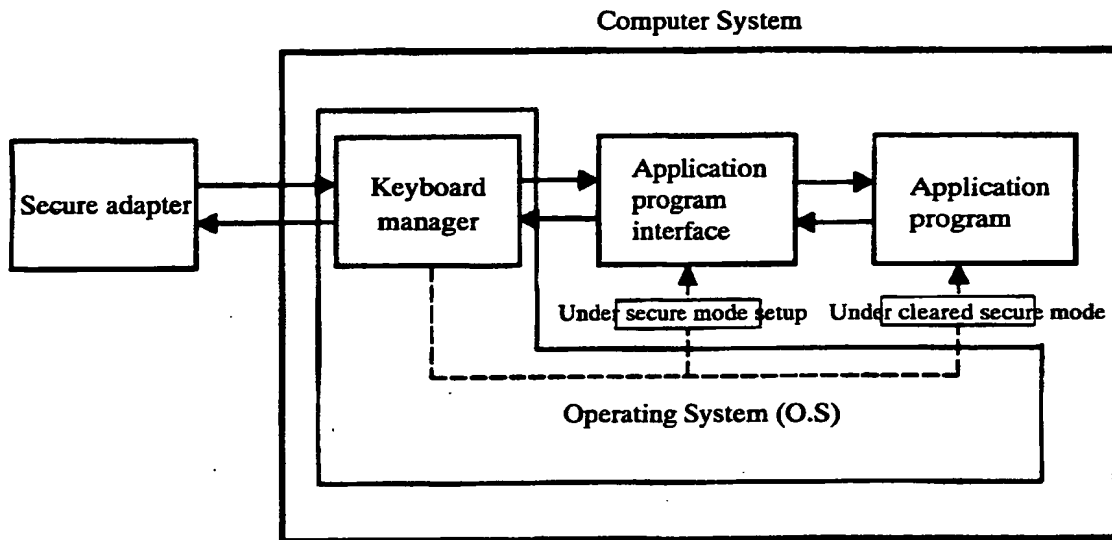 Computer System
Secure adapter
Keyboard
manager
Application
program
interface
Application
program
Under secure mode setup
Under cleared secure mode
Operating System (O.S)